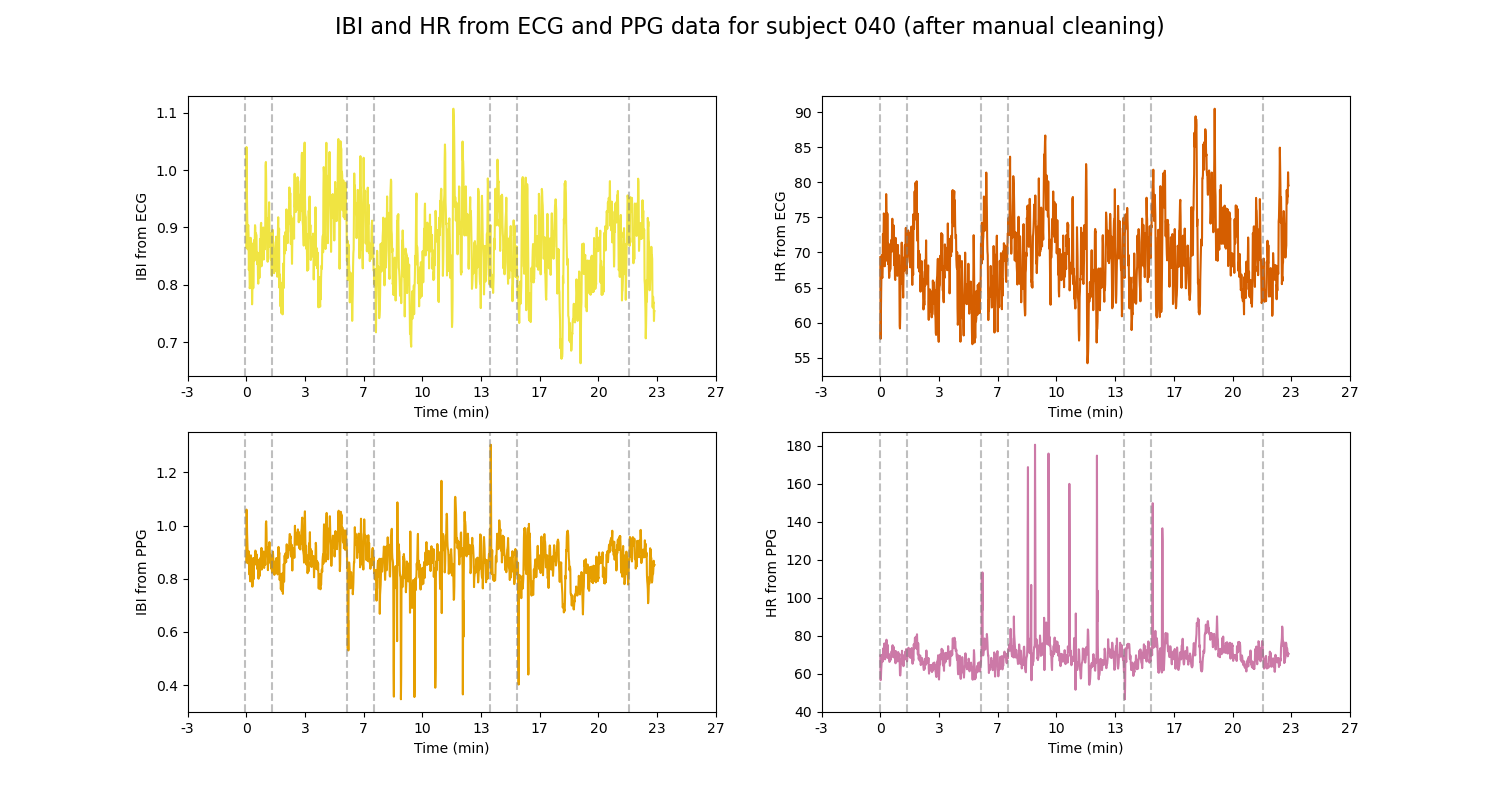 IBI and HR from ECG and PPG data for subject 040 (after manual cleaning)
IBI from ECG
1.1
1.0
0.9
0.8
0.7
-3 0 3 7 10 13 17 20 23 27
Time (min)
HR from ECG
90
85
80
75
70
65
60
55
-3 0 3 7 10 13 17 20 23 27
Time (min)
IBI from PPG
1.2
1.0
0.8
0.6
0.4
-3 0 3 7 10 13 17 20 23 27
Time (min)
HR from PPG
180
160
140
120
100
80
60
40
-3 0 3 7 10 13 17 20 23 27
Time (min)